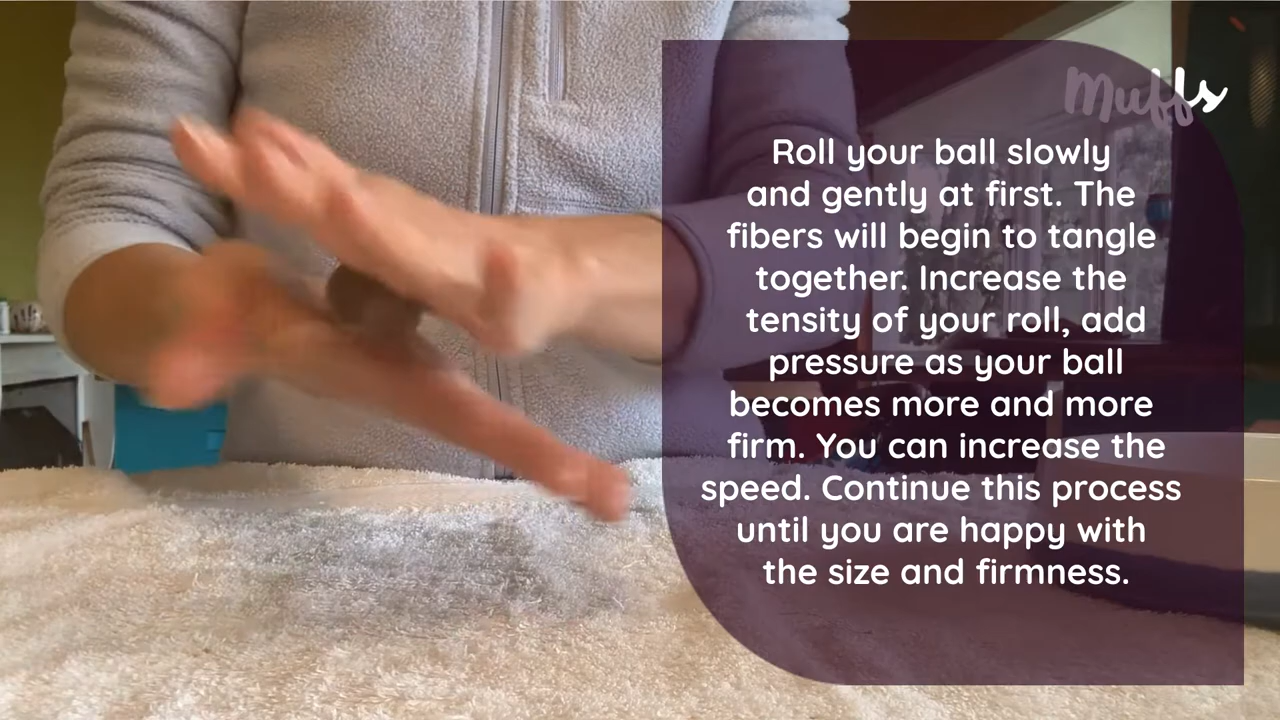 Muffs
Roll your ball slowly
and gently at first. The
fibers will begin to tangle
together. Increase the
tensity of your roll, add
pressure as your ball
becomes more and more
firm. You can increase the
speed. Continue this process
until you are happy with
the size and firmness.